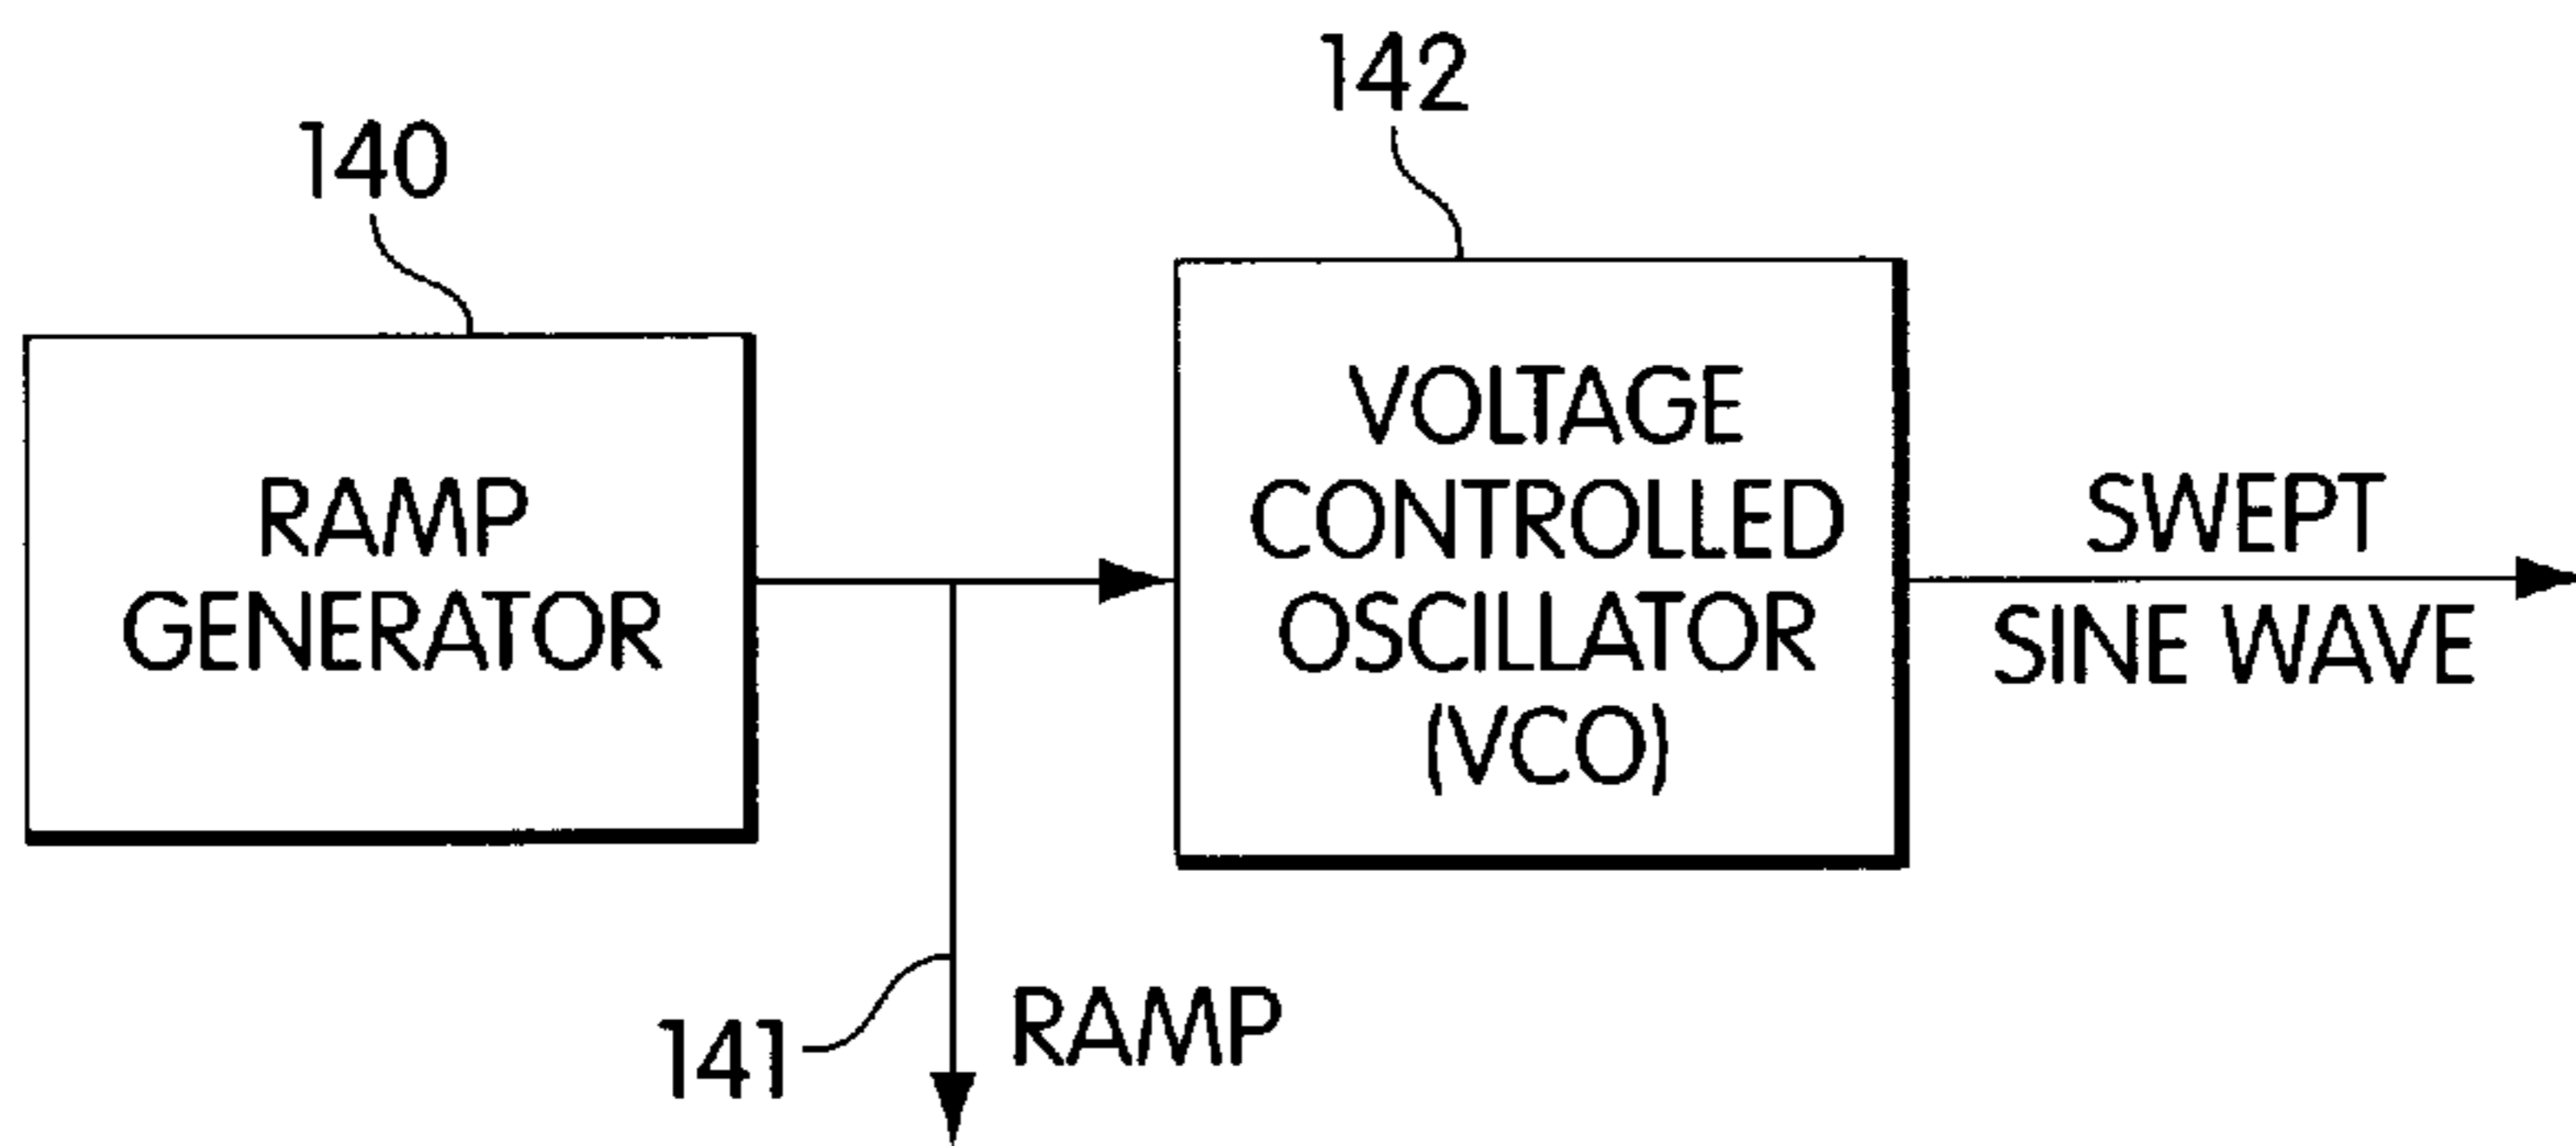 142
140
VOLTAGE
CONTROLLED
OSCILLATOR
(VCO)
RAMP
GENERATOR
SWEPT
SINE WAVE
141
RAMP